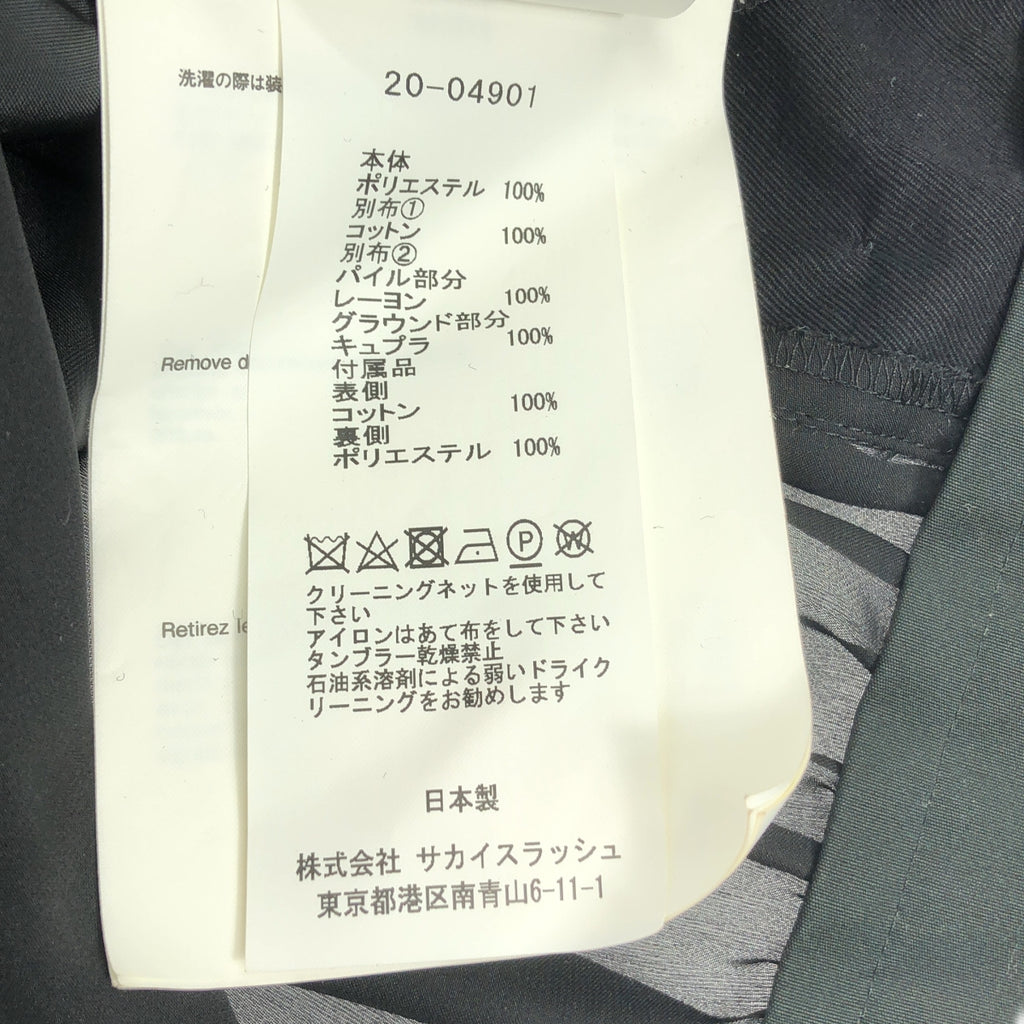 洗濯の際は装
20-04901
本体
ポリエステル 100%
別布①
コットン 100%
別布②
パイル部分
レーヨン 100%
グラウンド部分
キュプラ 100%
付属品
表側
コットン 100%
裏側
ポリエステル 100%
Remove d
P W
クリーニングネットを使用して
下さい
Retirez le
アイロンはあて布をして下さい
タンブラー乾燥禁止
石油系溶剤による弱いドライク
リーニングをお勧めします
日本製
株式会社 サカイスラッシュ
東京都港区南青山6-11-1